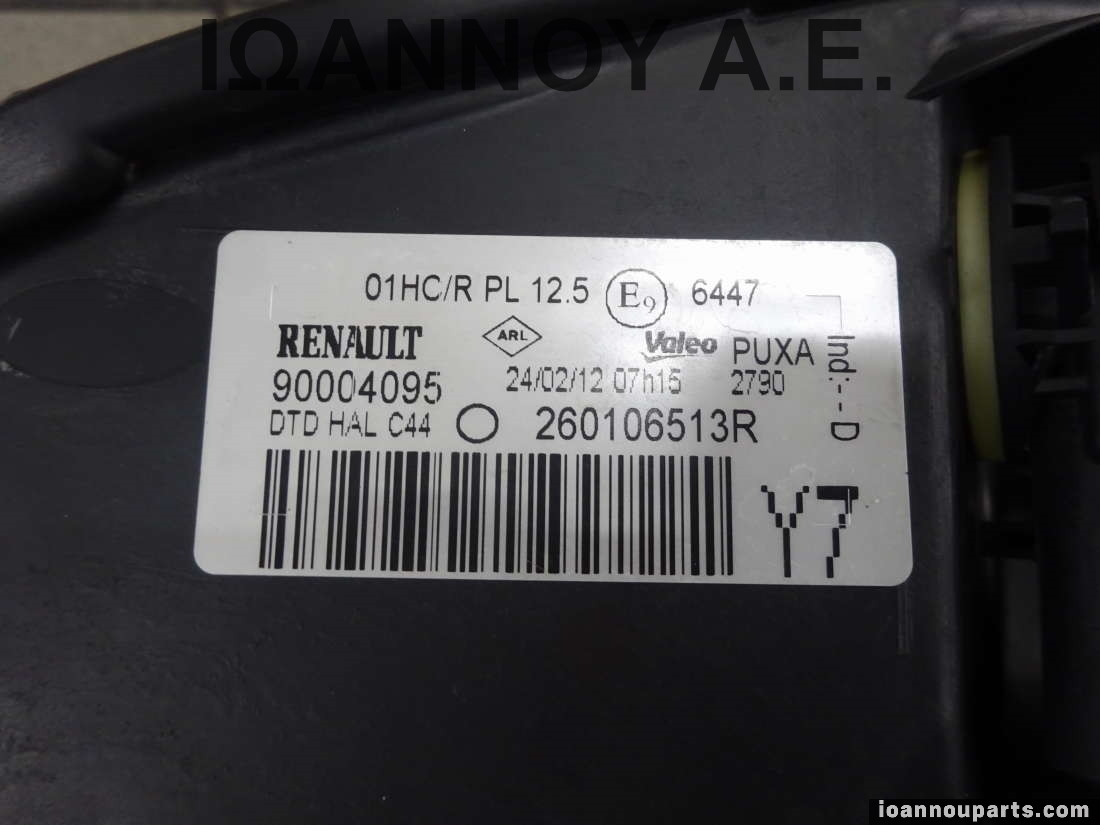 ΙΩΑΝΝΟΥ Α.Ε.
01HC/R PL 12.5 E9 6447
RENAULT ARL Valeo PUXA
90004095 24/02/12 07h15 2790
DTD HAL C44 260106513R
Ind:--D
Y7
ioannouparts.com